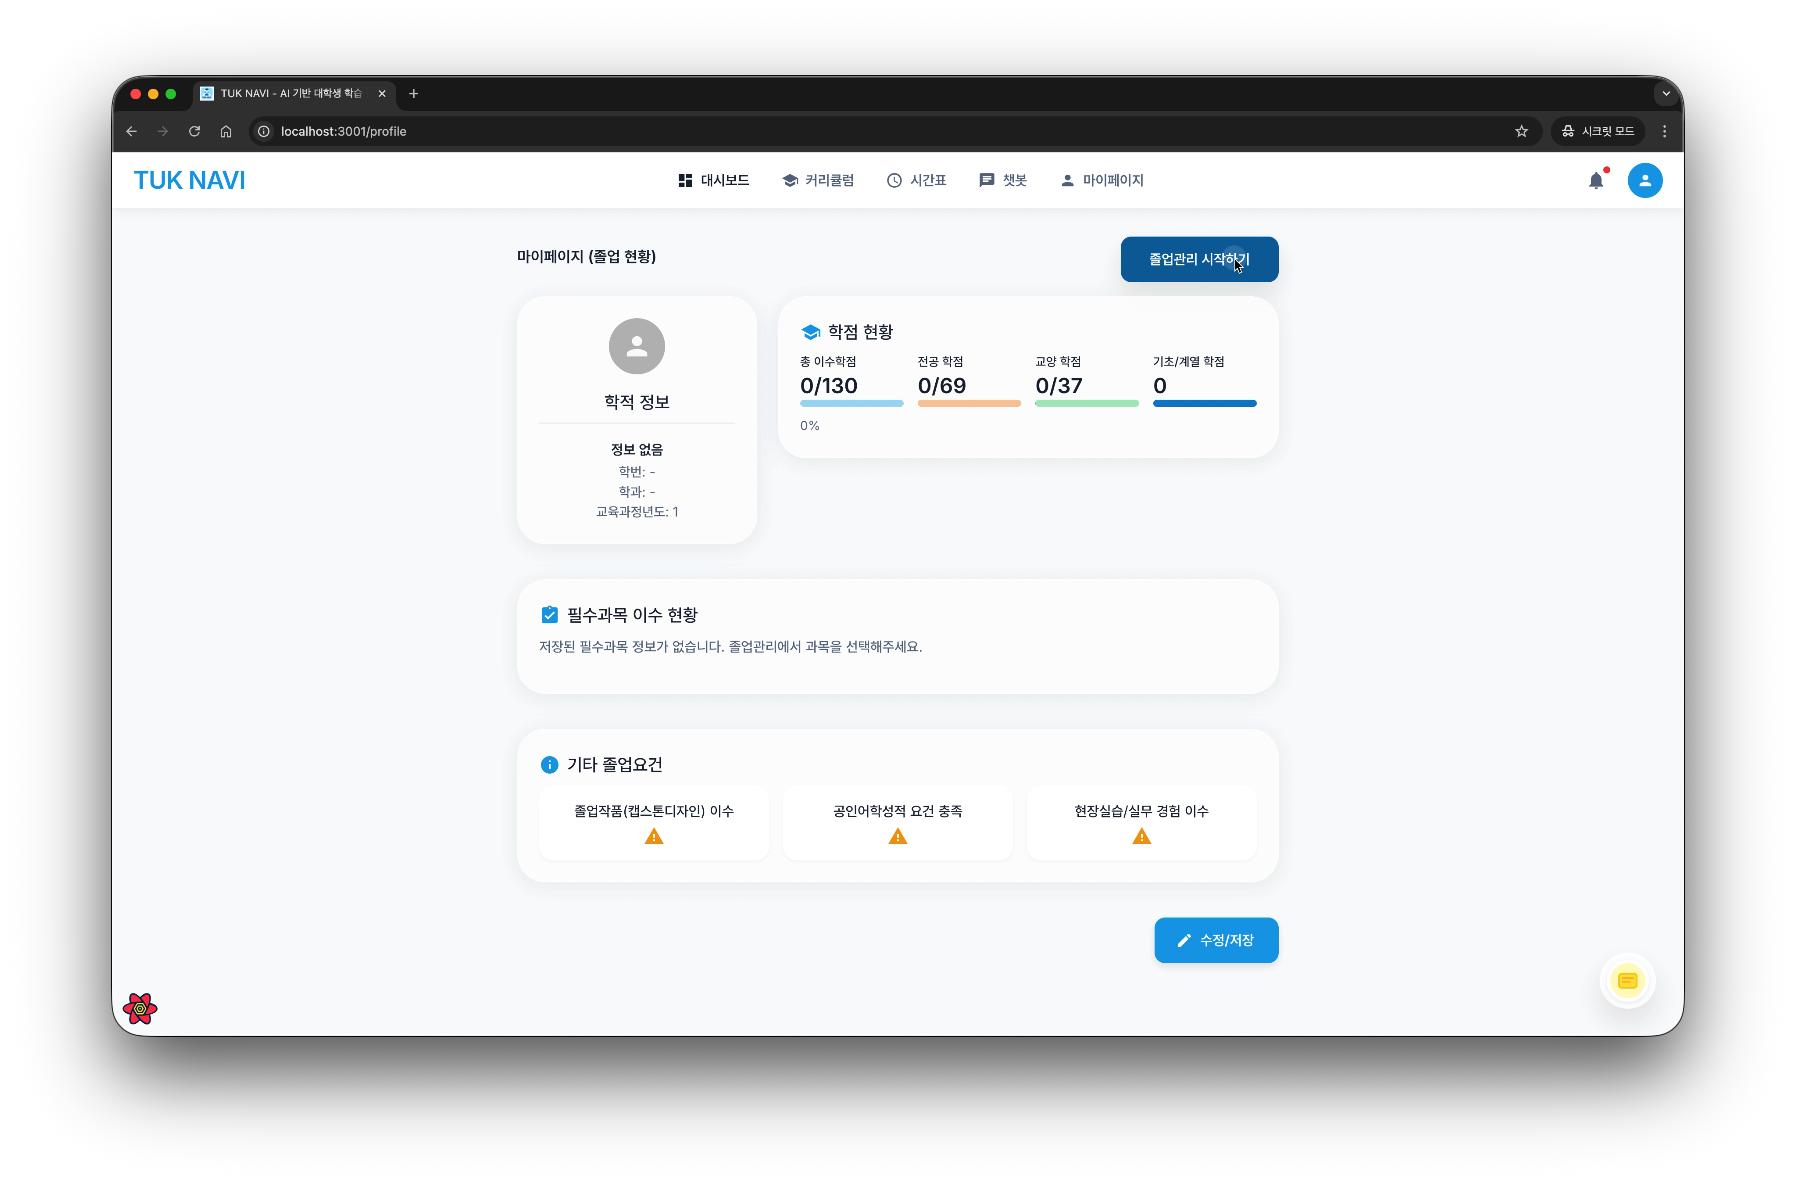 TUK NAVI - AI 기반 대학생 학습
localhost:3001/profile
시크릿 모드
TUK NAVI
대시보드
커리큘럼
시간표
챗봇
마이페이지
마이페이지 (졸업 현황)
졸업관리 시작하기
학적 정보
정보 없음
학번: -
학과: -
교육과정년도: 1
학점 현황
총 이수학점
0/130
0%
전공 학점
0/69
교양 학점
0/37
기초/계열 학점
0
필수과목 이수 현황
저장된 필수과목 정보가 없습니다. 졸업관리에서 과목을 선택해주세요.
기타 졸업요건
졸업작품(캡스톤디자인) 이수
공인어학성적 요건 충족
현장실습/실무 경험 이수
수정/저장